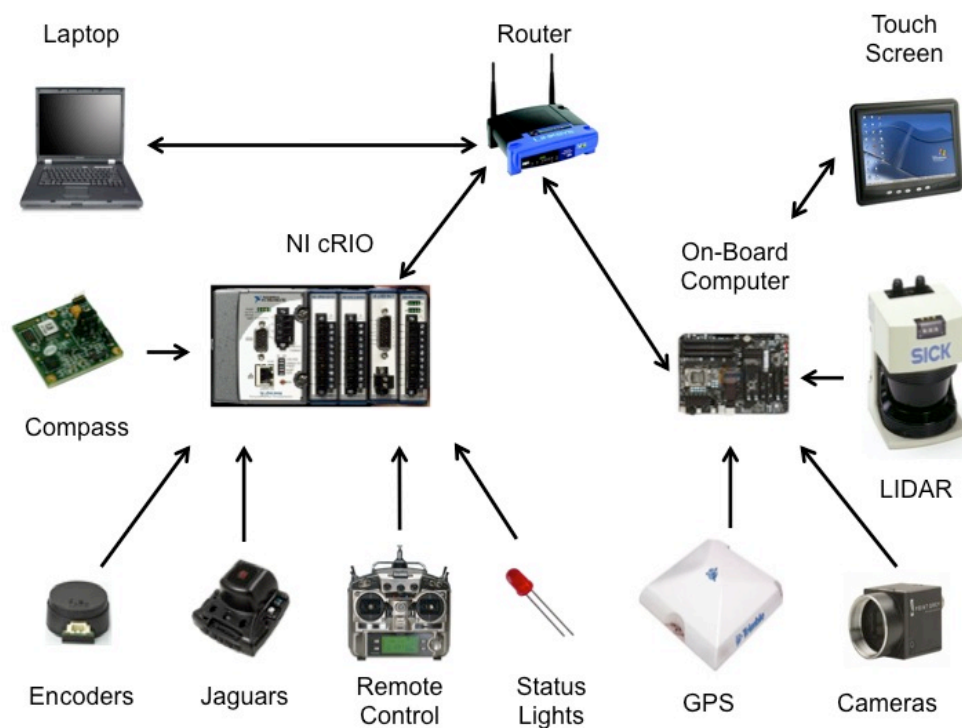 Laptop
Router
Touch
Screen
NI cRIO
On-Board
Computer
SICK
Compass
LIDAR
Trimble
Encoders
Jaguars
Remote
Control
Status
Lights
GPS
Cameras